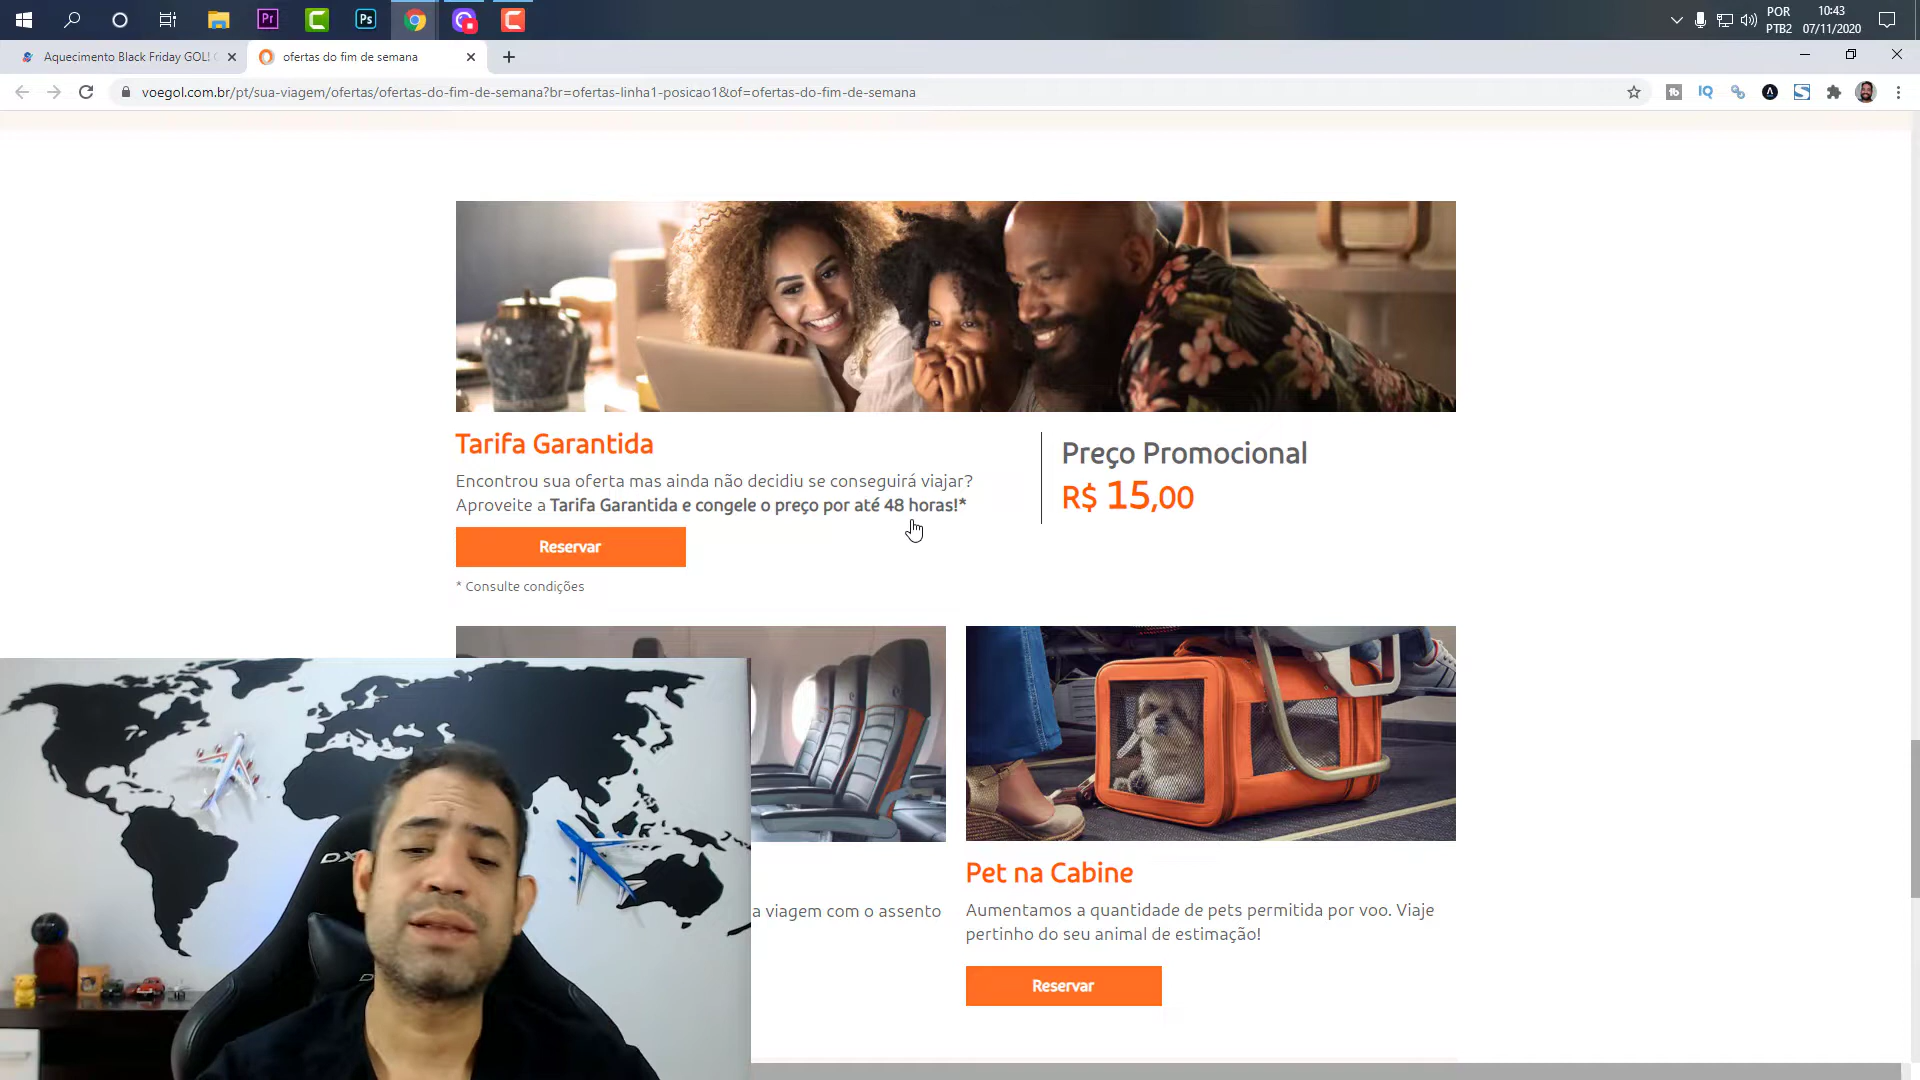 POR
10:43
PTB2
07/11/2020
Aquecimento Black Friday GOL!
ofertas do fim de semana
voegol.com.br/pt/sua-viagem/ofertas/ofertas-do-fim-de-semana?br=ofertas-linha1-posicao1&of=ofertas-do-fim-de-semana
Tarifa Garantida
Encontrou sua oferta mas ainda não decidiu se conseguirá viajar?
Aproveite a Tarifa Garantida e congele o preço por até 48 horas!*
Reservar
* Consulte condições
Preço Promocional
R$ 15,00
a viagem com o assento
Pet na Cabine
Aumentamos a quantidade de pets permitida por voo. Viaje
pertinho do seu animal de estimação!
Reservar
DX